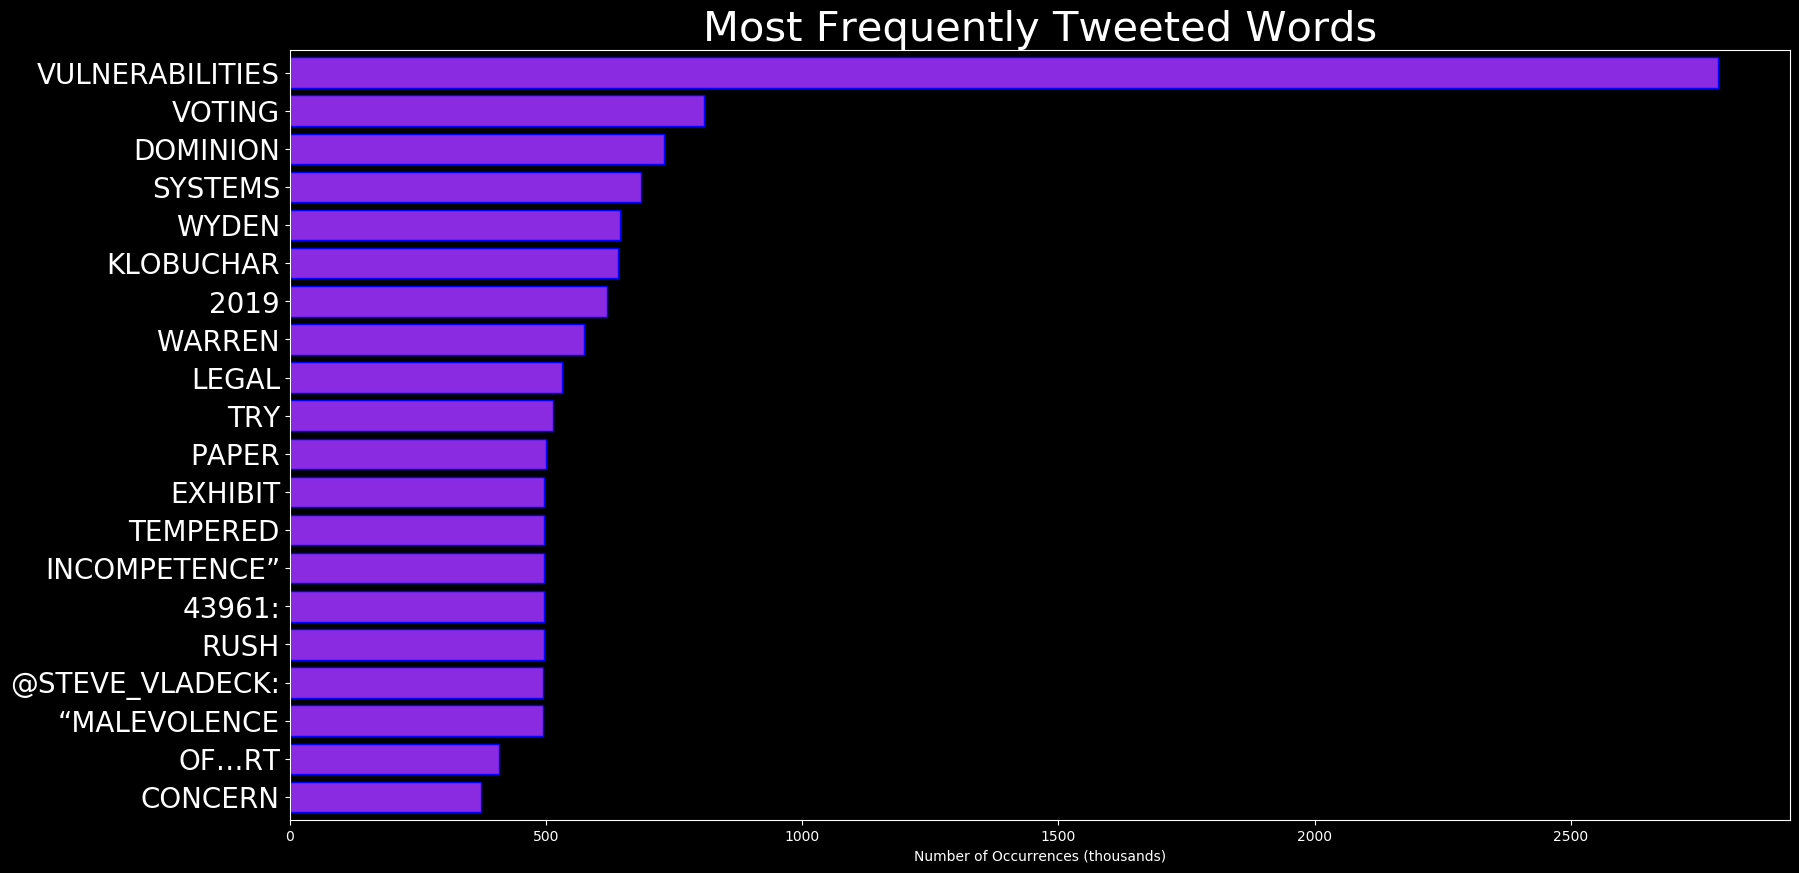 Most Frequently Tweeted Words
VULNERABILITIES
VOTING
DOMINION
SYSTEMS
WYDEN
KLOBUCHAR
2019
WARREN
LEGAL
TRY
PAPER
EXHIBIT
TEMPERED
INCOMPETENCE”
43961:
RUSH
@STEVE_VLADECK:
“MALEVOLENCE
OF…RT
CONCERN
0 500 1000 1500 2000 2500
Number of Occurrences (thousands)